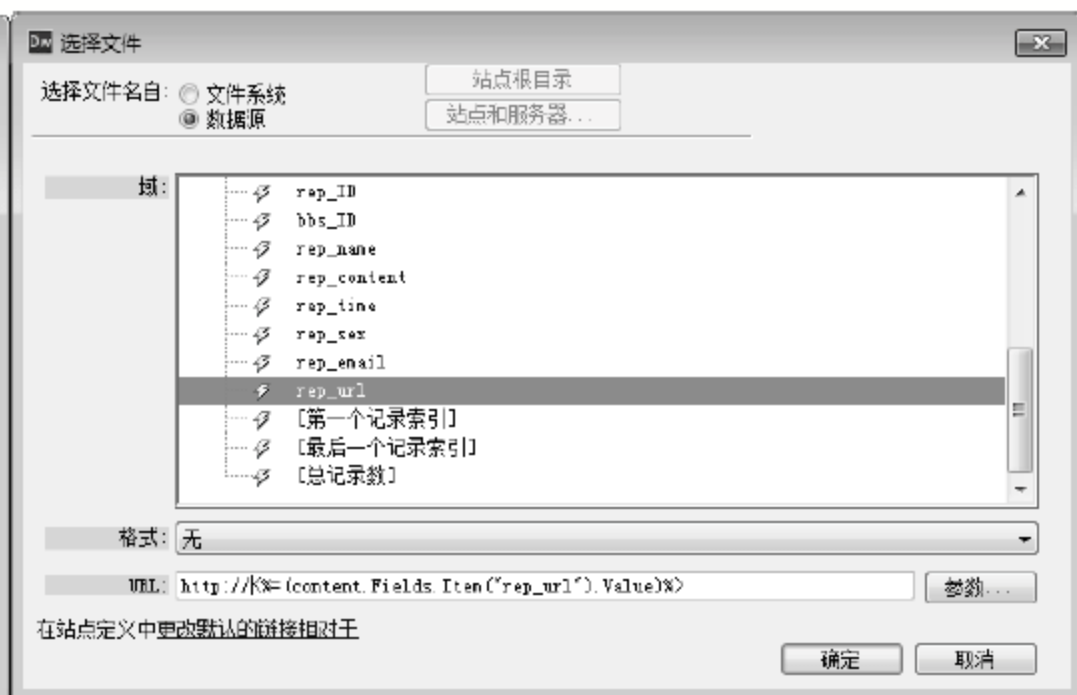 Dw 选择文件
选择文件名自: 文件系统
数据源
站点根目录
站点和服务器...
域:
rep_ID
bbs_ID
rep_name
rep_content
rep_time
rep_sex
rep_email
rep_url
[第一个记录索引]
[最后一个记录索引]
[总记录数]
格式: 无
URL: http://<%=(content.Fields.Item("rep_url").Value)%>
参数...
在站点定义中更改默认的链接相对于
确定
取消